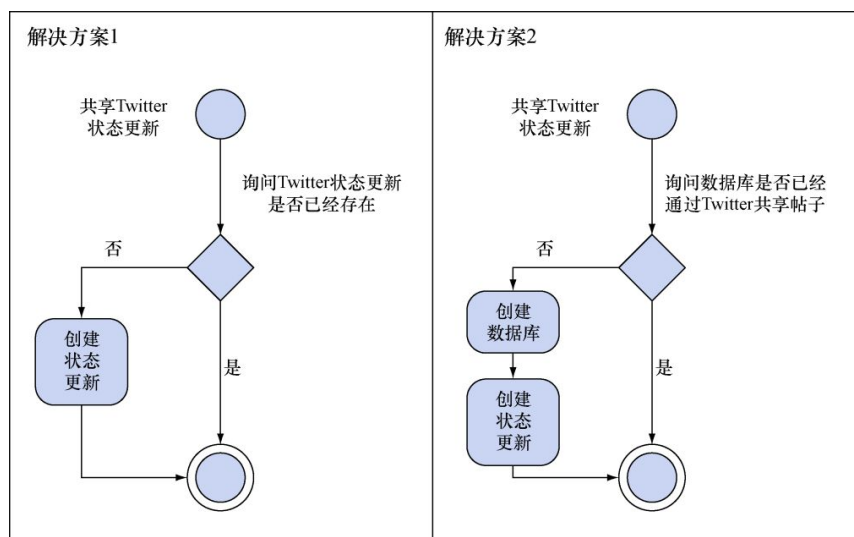 解决方案1
共享Twitter
状态更新
询问Twitter状态更新
是否已经存在
否
创建
状态
更新
是
解决方案2
共享Twitter
状态更新
询问数据库是否已经
通过Twitter共享帖子
否
创建
数据库
创建
状态
更新
是